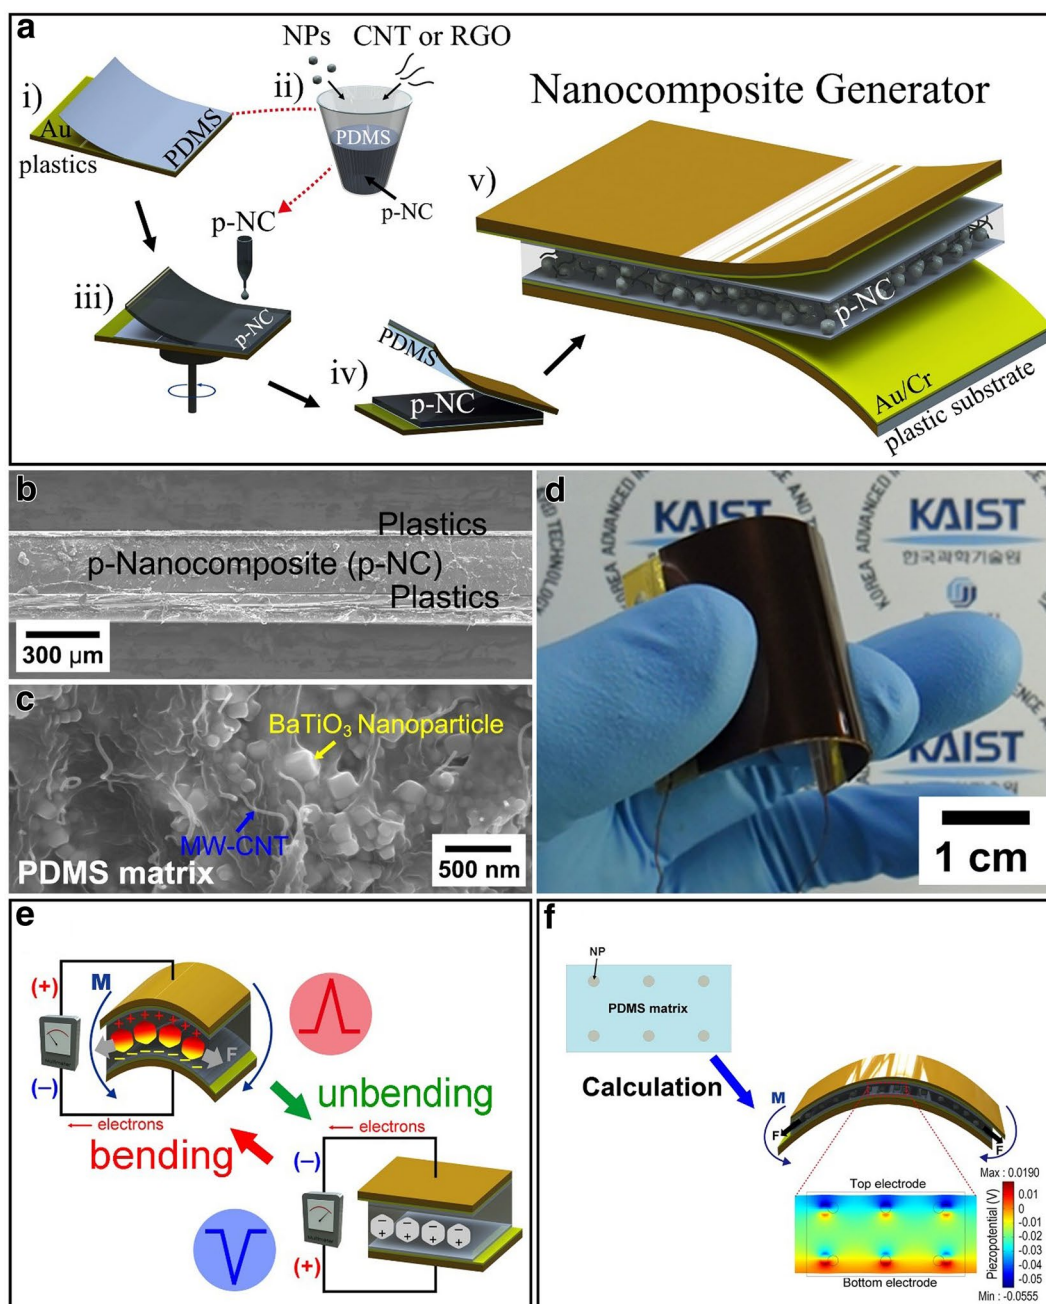 a
NPs
CNT or RGO
i)
ii)
Au
plastics
PDMS
PDMS
p-NC
Nanocomposite Generator
iii)
p-NC
p-NC
iv)
PDMS
p-NC
v)
p-NC
Au/Cr
plastic substrate
b
Plastics
p-Nanocomposite (p-NC)
Plastics
300 μm
c
BaTiO₃ Nanoparticle
MW-CNT
PDMS matrix
500 nm
d
KAIST
KAIST
한국과학기술원
KOREA ADVANCED
KAIST
1 cm
e
(+)
M
F
(–)
← electrons
bending
unbending
← electrons
(–)
(+)
f
NP
PDMS matrix
Calculation
M
F
F
Top electrode
Bottom electrode
Max : 0.0190
Piezopotential (V)
0.01
0
-0.01
-0.02
-0.03
-0.04
-0.05
Min : -0.0555